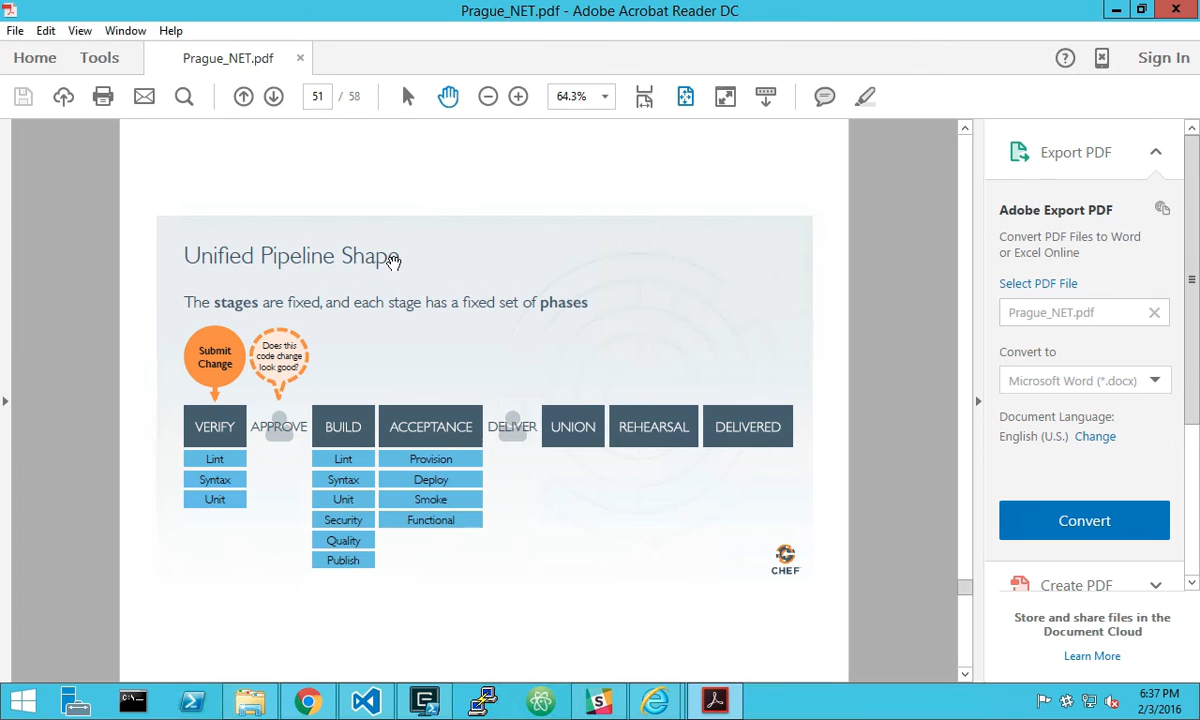 Prague_NET.pdf - Adobe Acrobat Reader DC
File Edit View Window Help
Home Tools Prague_NET.pdf × Sign In
51 / 58 64.3%
Unified Pipeline Shape
The stages are fixed, and each stage has a fixed set of phases
Submit
Change
Does this
code change
look good?
VERIFY APPROVE BUILD ACCEPTANCE DELIVER UNION REHEARSAL DELIVERED
Lint Lint Provision
Syntax Syntax Deploy
Unit Unit Smoke
Security Functional
Quality
Publish
CHEF
Export PDF
Adobe Export PDF
Convert PDF Files to Word
or Excel Online
Select PDF File
Prague_NET.pdf
Convert to
Microsoft Word (*.docx)
Document Language:
English (U.S.) Change
Convert
Create PDF
Store and share files in the
Document Cloud
Learn More
6:37 PM
2/3/2016